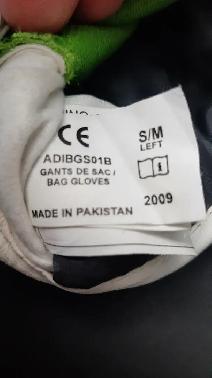 CE
S/M
LEFT
ADIBGS01B
GANTS DE SAC /
BAG GLOVES
i
2009
MADE IN PAKISTAN